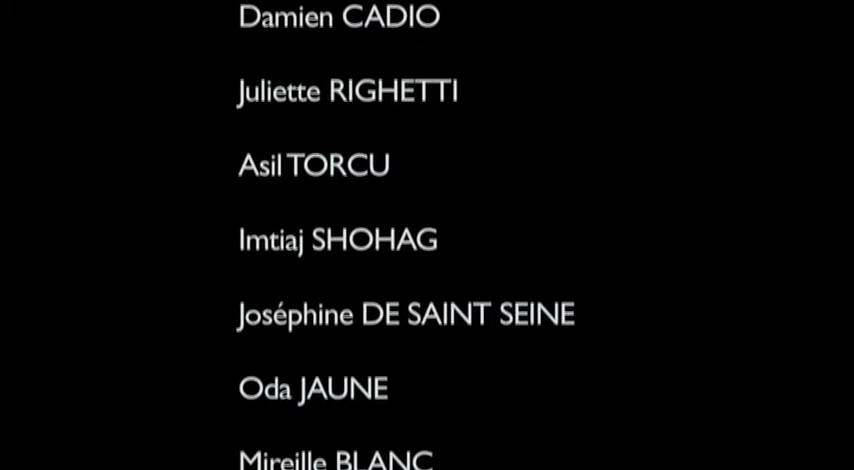 Damien CADIO
Juliette RIGHETTI
Asil TORCU
Imtiaj SHOHAG
Joséphine DE SAINT SEINE
Oda JAUNE
Mireille BLANC